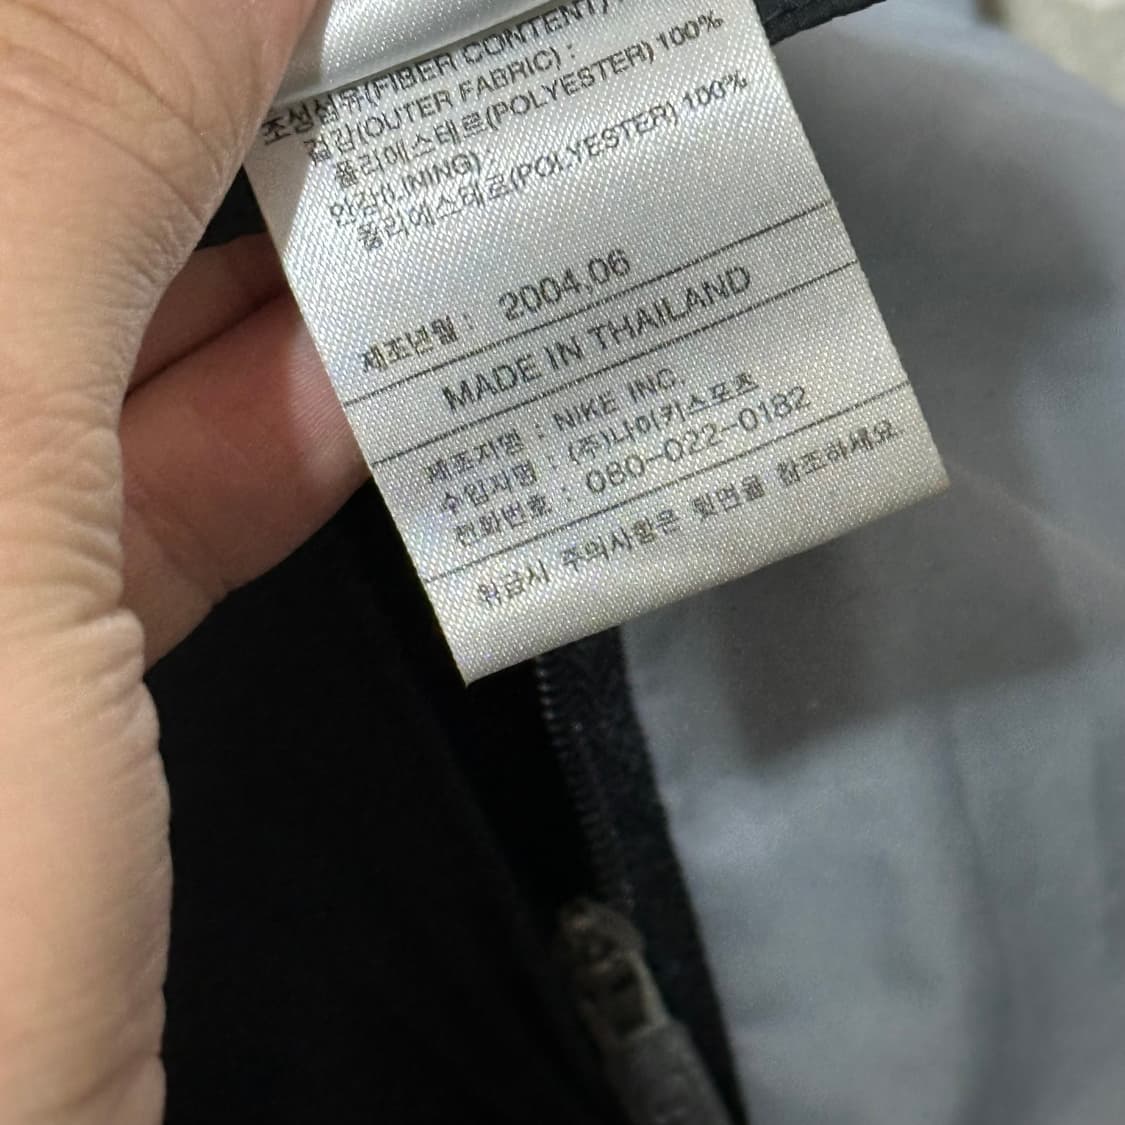 조성섬유(FIBER CONTENT)
겉감(OUTER FABRIC) :
폴리에스테르(POLYESTER) 100%
안감(LINING) :
폴리에스테르(POLYESTER) 100%
제조년월 : 2004.06
MADE IN THAILAND
제조자명 : NIKE INC.
수입자명 : (주)나이키스포츠
전화번호 : 080-022-0182
취급시 주의사항은 뒷면을 참조하세요.